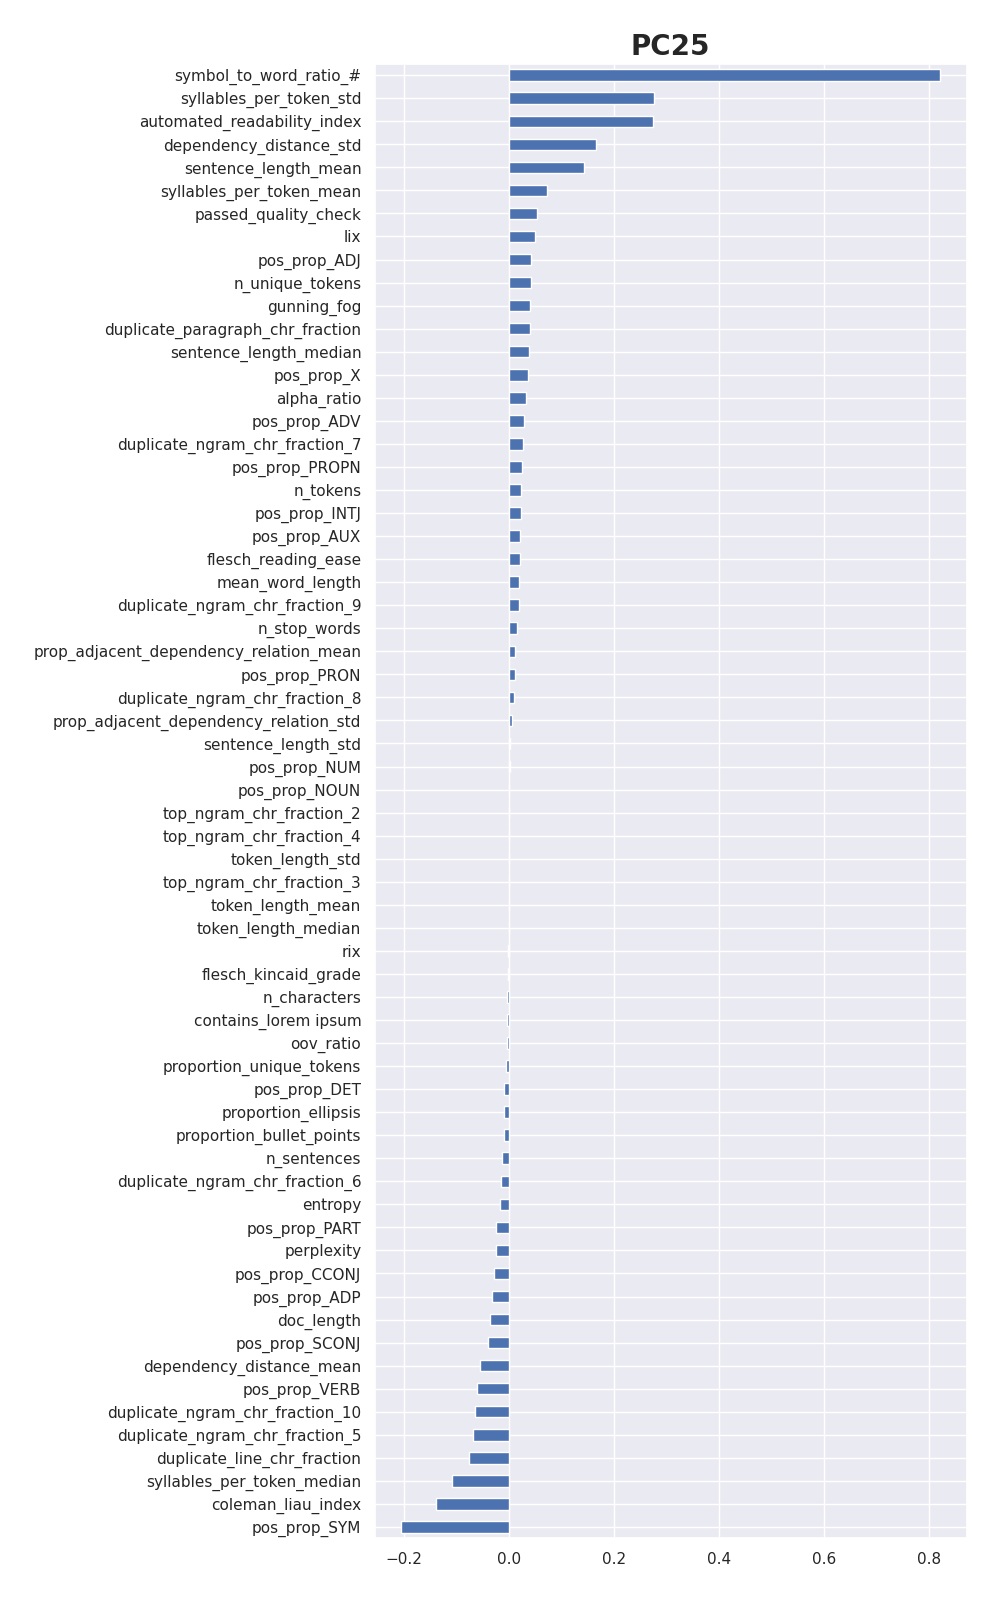 PC25
symbol_to_word_ratio_#
syllables_per_token_std
automated_readability_index
dependency_distance_std
sentence_length_mean
syllables_per_token_mean
passed_quality_check
lix
pos_prop_ADJ
n_unique_tokens
gunning_fog
duplicate_paragraph_chr_fraction
sentence_length_median
pos_prop_X
alpha_ratio
pos_prop_ADV
duplicate_ngram_chr_fraction_7
pos_prop_PROPN
n_tokens
pos_prop_INTJ
pos_prop_AUX
flesch_reading_ease
mean_word_length
duplicate_ngram_chr_fraction_9
n_stop_words
prop_adjacent_dependency_relation_mean
pos_prop_PRON
duplicate_ngram_chr_fraction_8
prop_adjacent_dependency_relation_std
sentence_length_std
pos_prop_NUM
pos_prop_NOUN
top_ngram_chr_fraction_2
top_ngram_chr_fraction_4
token_length_std
top_ngram_chr_fraction_3
token_length_mean
token_length_median
rix
flesch_kincaid_grade
n_characters
contains_lorem ipsum
oov_ratio
proportion_unique_tokens
pos_prop_DET
proportion_ellipsis
proportion_bullet_points
n_sentences
duplicate_ngram_chr_fraction_6
entropy
pos_prop_PART
perplexity
pos_prop_CCONJ
pos_prop_ADP
doc_length
pos_prop_SCONJ
dependency_distance_mean
pos_prop_VERB
duplicate_ngram_chr_fraction_10
duplicate_ngram_chr_fraction_5
duplicate_line_chr_fraction
syllables_per_token_median
coleman_liau_index
pos_prop_SYM
−0.2 0.0 0.2 0.4 0.6 0.8